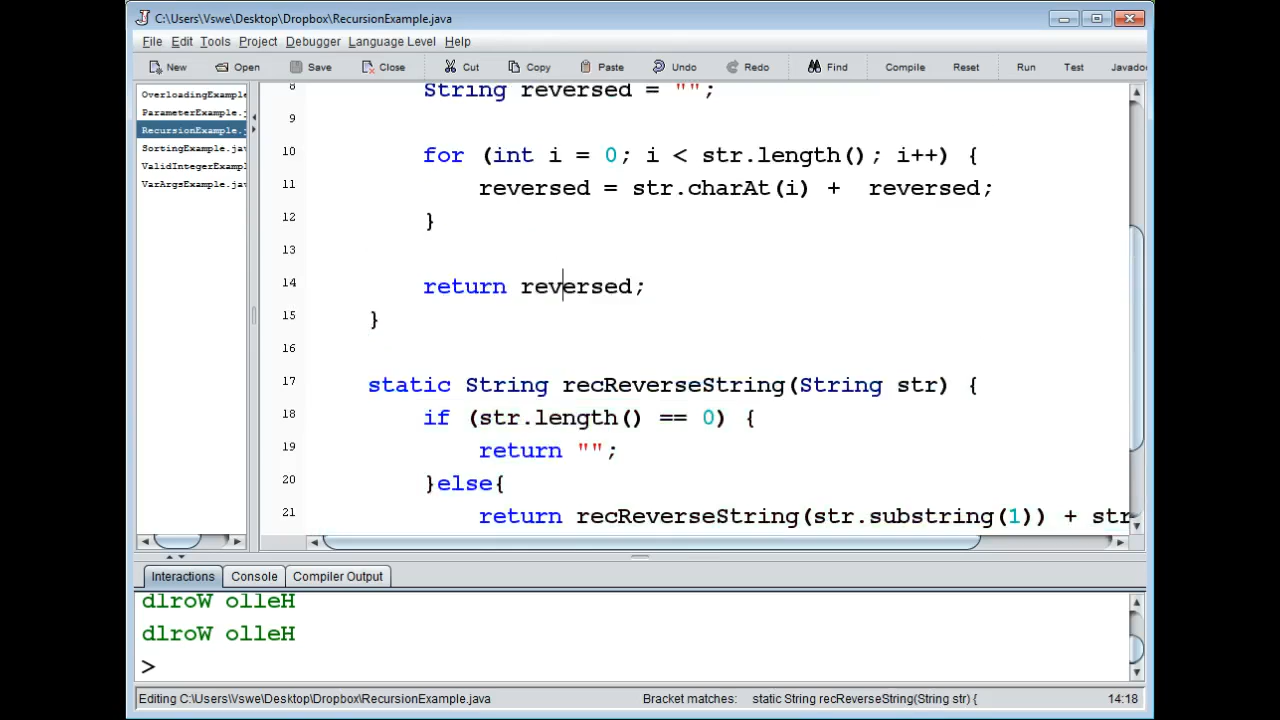 C:\Users\Vswe\Desktop\Dropbox\RecursionExample.java
File Edit Tools Project Debugger Language Level Help
New Open Save Close Cut Copy Paste Undo Redo Find Compile Reset Run Test Javado
OverloadingExample
ParameterExample.j
RecursionExample.j
SortingExample.jav
ValidIntegerExampl
VarArgsExample.jav
8 String reversed = "";
9
10 for (int i = 0; i < str.length(); i++) {
11 reversed = str.charAt(i) +  reversed;
12 }
13
14 return reversed;
15 }
16
17 static String recReverseString(String str) {
18 if (str.length() == 0) {
19 return "";
20 }else{
21 return recReverseString(str.substring(1)) + str
Interactions Console Compiler Output
dlroW olleH
dlroW olleH
>
Editing C:\Users\Vswe\Desktop\Dropbox\RecursionExample.java Bracket matches: static String recReverseString(String str) { 14:18